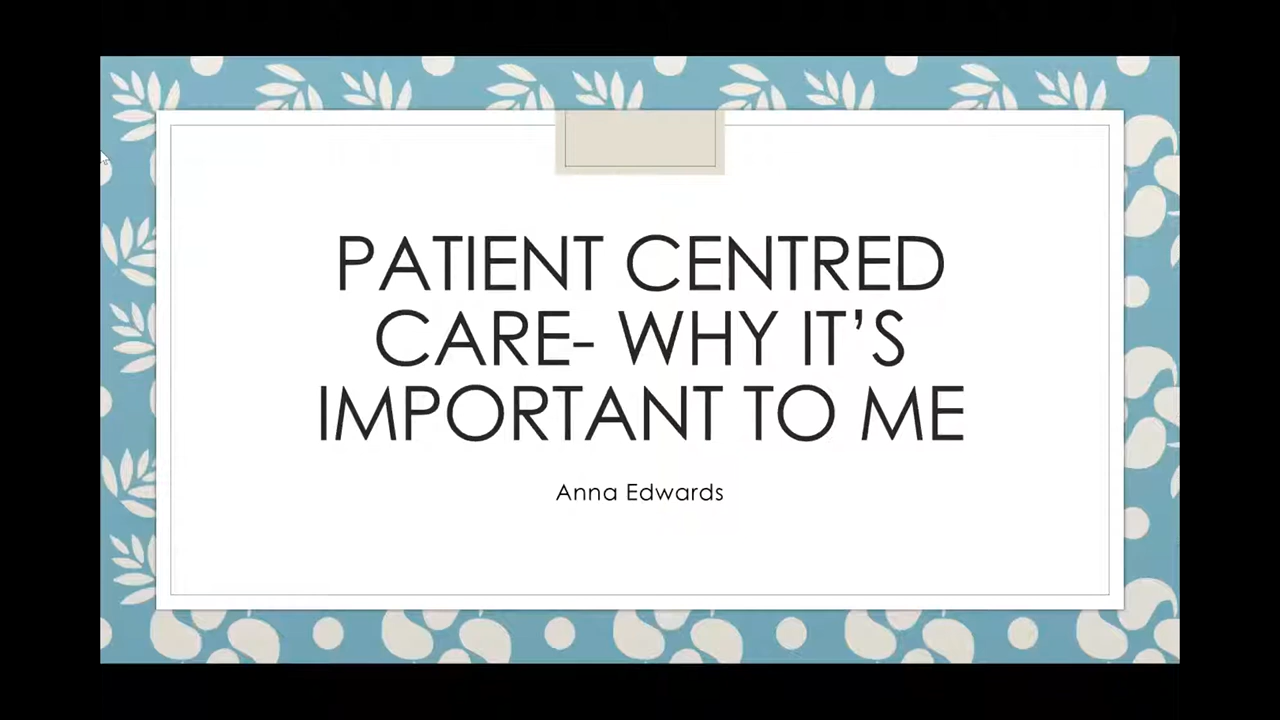 PATIENT CENTRED
CARE- WHY IT’S
IMPORTANT TO ME
Anna Edwards